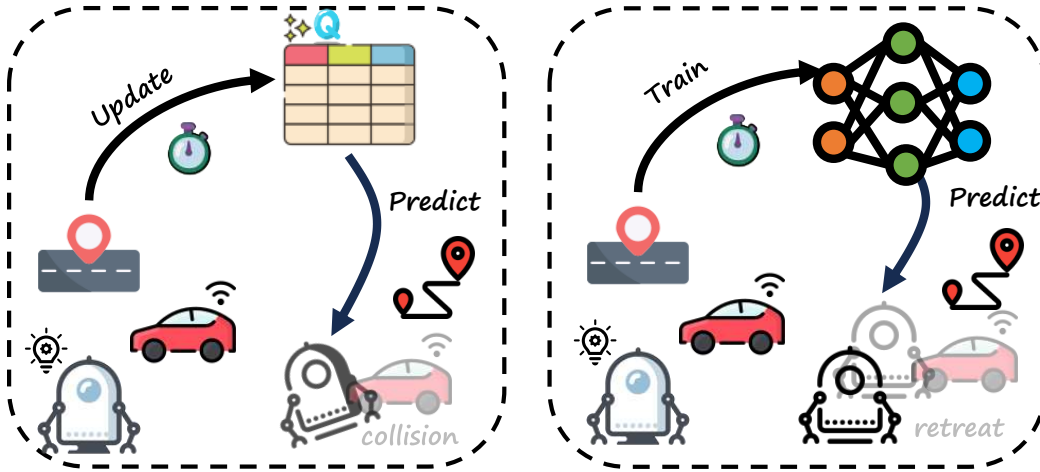 Q
Update
Predict
collision
Train
Predict
retreat